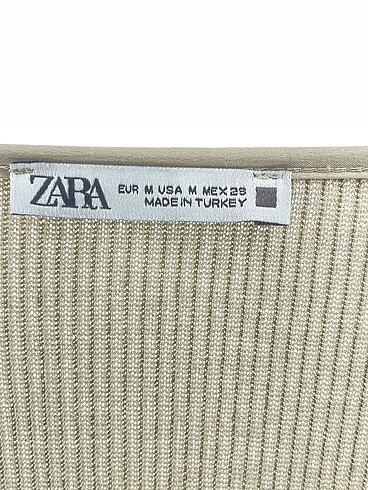 ZARA
EUR M USA M MEX 28
MADE IN TURKEY